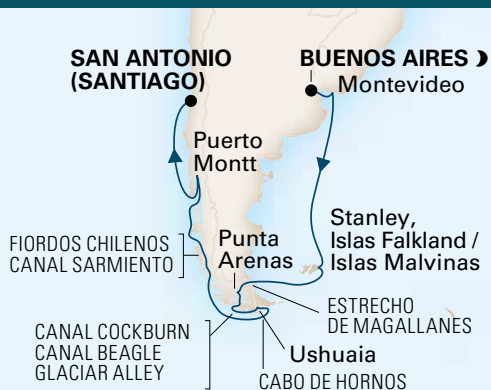 SAN ANTONIO
(SANTIAGO)
BUENOS AIRES
Montevideo
Puerto
Montt
Stanley,
Islas Falkland /
Islas Malvinas
FIORDOS CHILENOS
CANAL SARMIENTO
Punta
Arenas
ESTRECHO
DE MAGALLANES
CANAL COCKBURN
CANAL BEAGLE
GLACIAR ALLEY
Ushuaia
CABO DE HORNOS